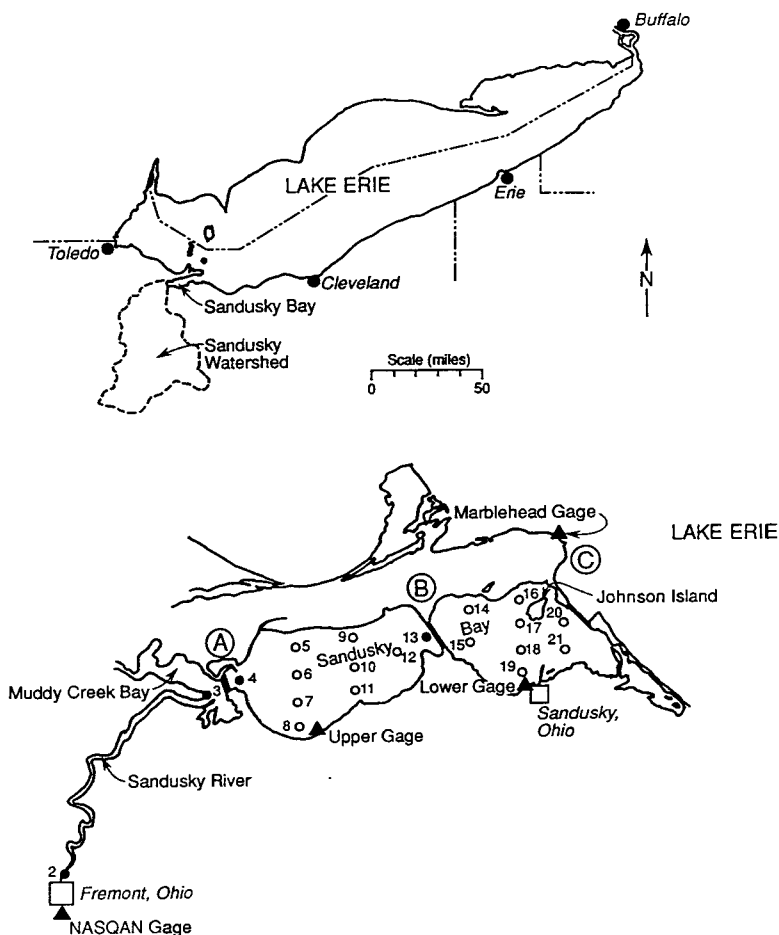 Buffalo
LAKE ERIE
Erie
Toledo
Cleveland
N
Sandusky Bay
Sandusky
Watershed
Scale (miles)
0 50
Marblehead Gage
LAKE ERIE
C
B
Johnson Island
16
14
20
A
9
13
Bay
17
5
Sandusky
15
21
12
18
4
6
10
19
Muddy Creek Bay
3
11
Lower Gage
7
Sandusky,
Ohio
8
Upper Gage
Sandusky River
2
Fremont, Ohio
NASQAN Gage